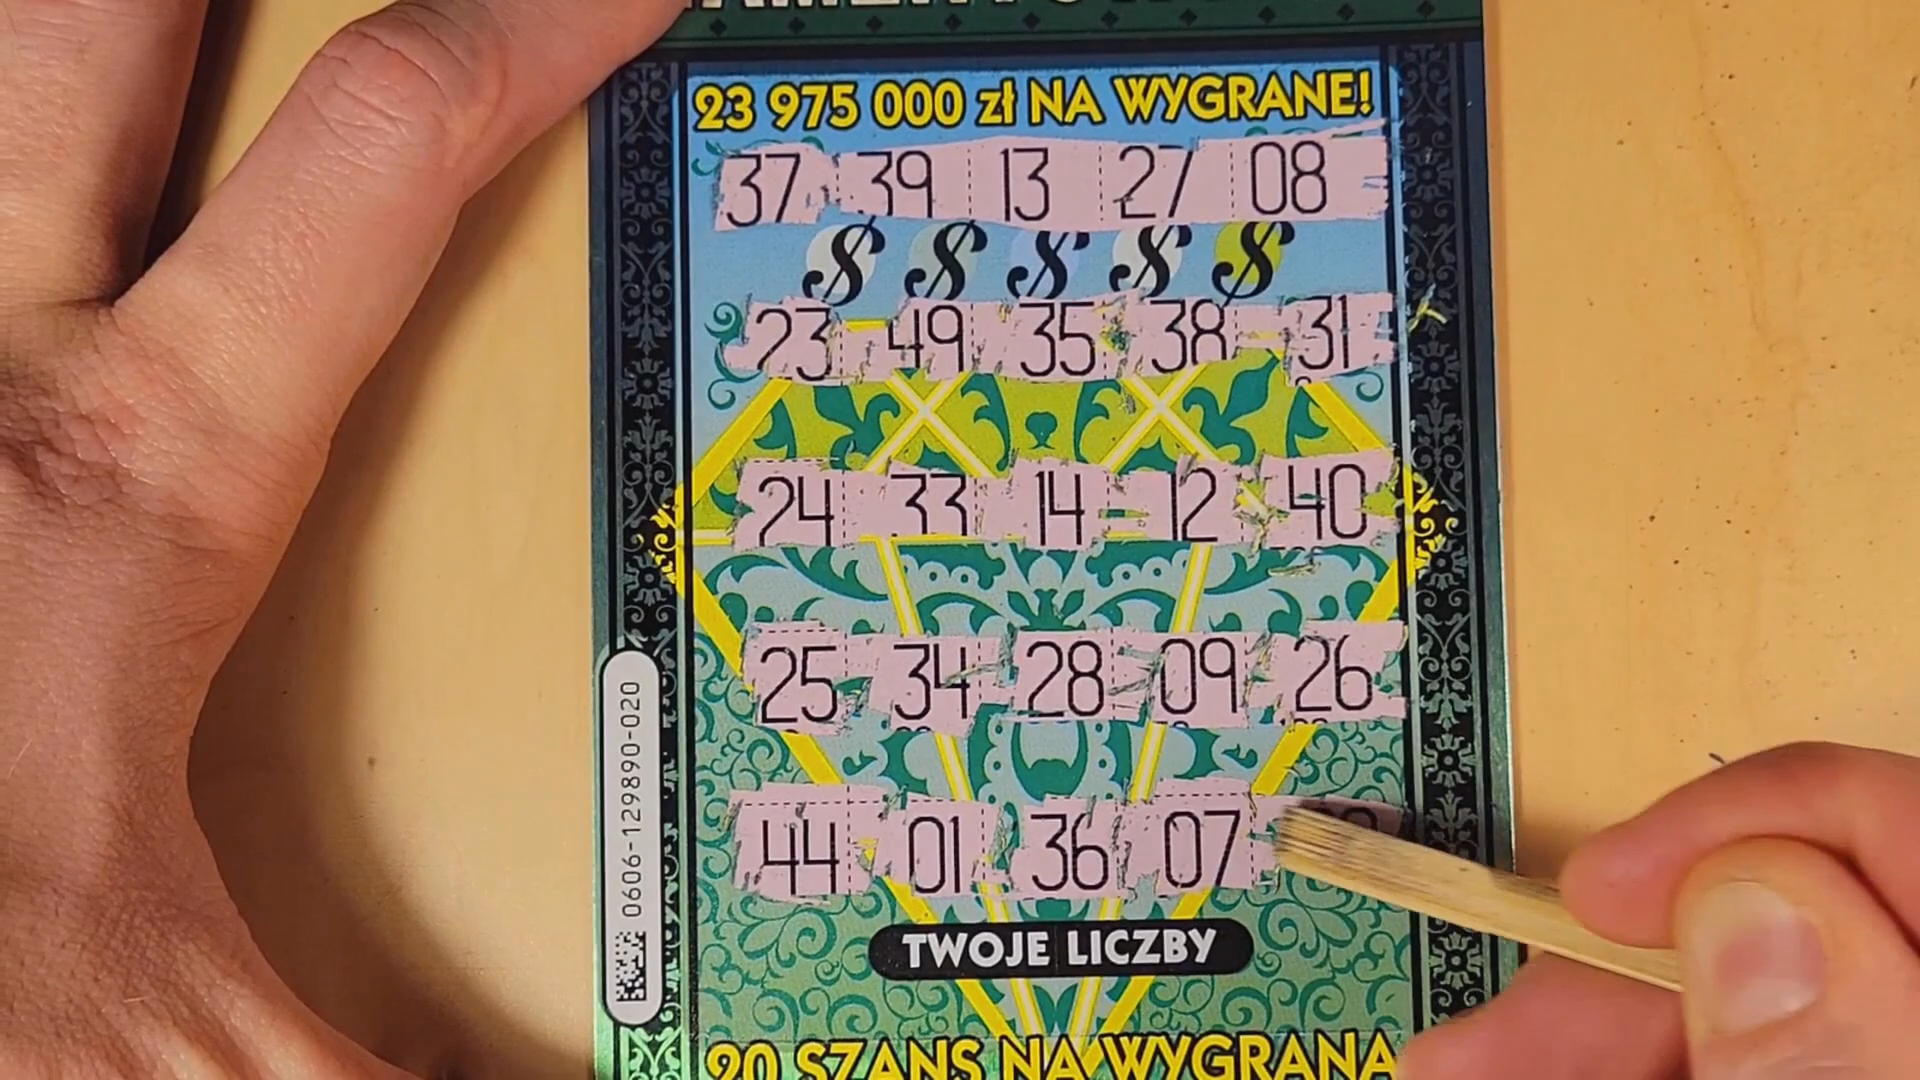 23 975 000 zł NA WYGRANE!
37 39 13 27 08
$ $ $ $ $
23 49 35 38 31
24 33 14 12 40
25 34 28 09 26
44 01 36 07
TWOJE LICZBY
20 SZANS NA WYGRANĄ
0606-129890-020